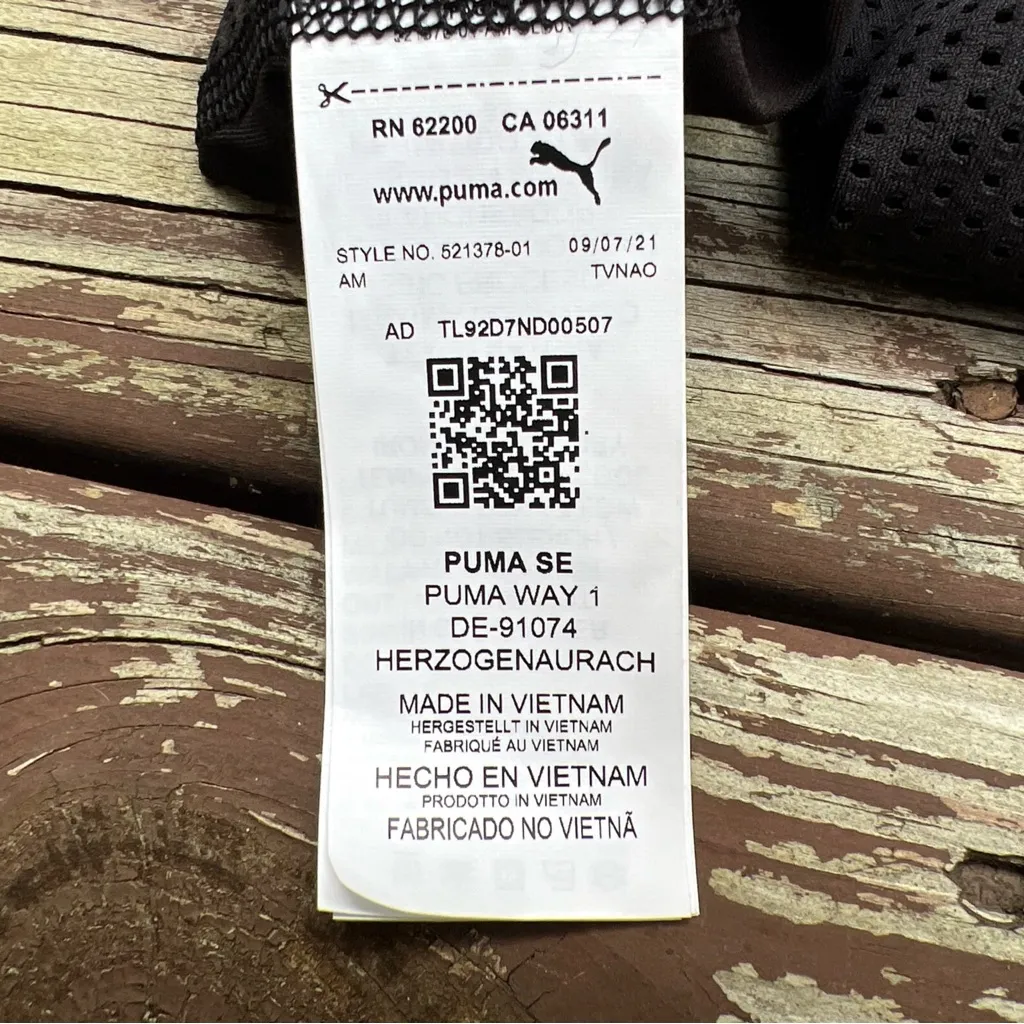 RN 62200 CA 06311
www.puma.com
STYLE NO. 521378-01 09/07/21
AM TVNAO
AD TL92D7ND00507
PUMA SE
PUMA WAY 1
DE-91074
HERZOGENAURACH
MADE IN VIETNAM
HERGESTELLT IN VIETNAM
FABRIQUÉ AU VIETNAM
HECHO EN VIETNAM
PRODOTTO IN VIETNAM
FABRICADO NO VIETNÃ